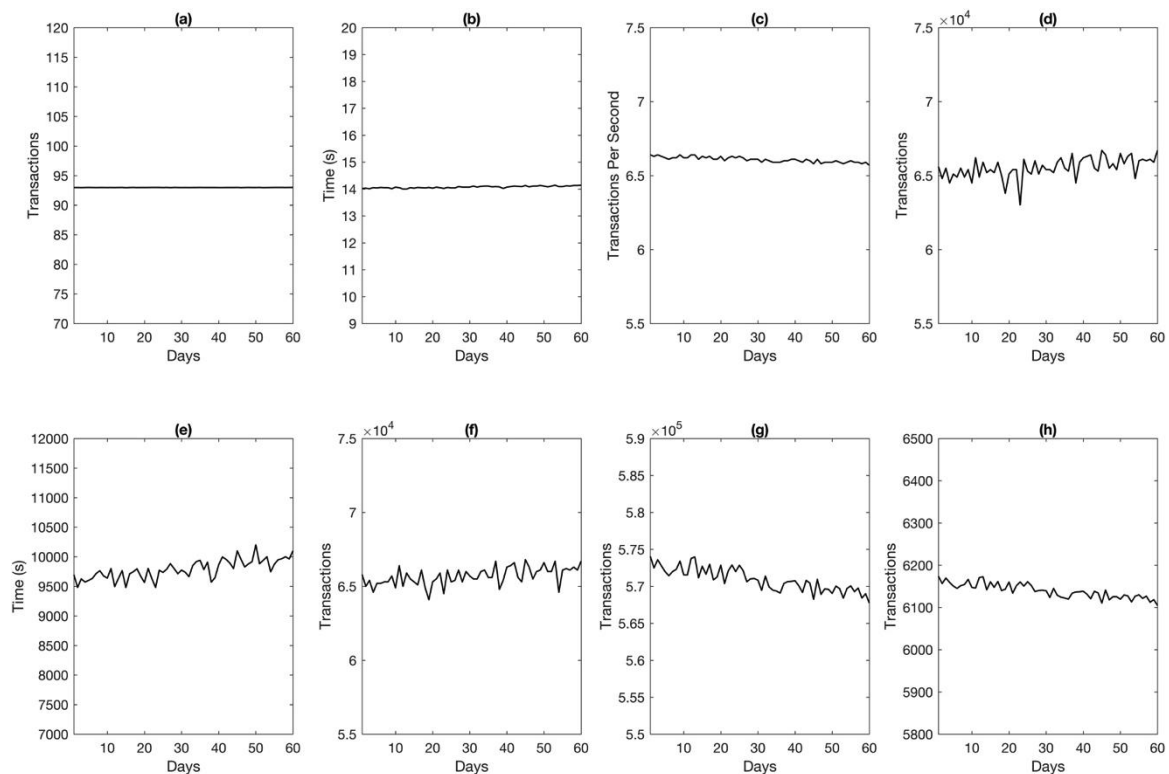 (a)
120
115
110
105
100
95
90
85
80
75
70
Transactions
10 20 30 40 50 60
Days
(b)
20
19
18
17
16
15
14
13
12
11
10
9
Time (s)
10 20 30 40 50 60
Days
(c)
7.5
7
6.5
6
5.5
Transactions Per Second
10 20 30 40 50 60
Days
(d)
×10⁴
7.5
7
6.5
6
5.5
Transactions
10 20 30 40 50 60
Days
(e)
12000
11500
11000
10500
10000
9500
9000
8500
8000
7500
7000
Time (s)
10 20 30 40 50 60
Days
(f)
×10⁴
7.5
7
6.5
6
5.5
Transactions
10 20 30 40 50 60
Days
(g)
×10⁵
5.9
5.85
5.8
5.75
5.7
5.65
5.6
5.55
5.5
Transactions
10 20 30 40 50 60
Days
(h)
6500
6400
6300
6200
6100
6000
5900
5800
Transactions
10 20 30 40 50 60
Days